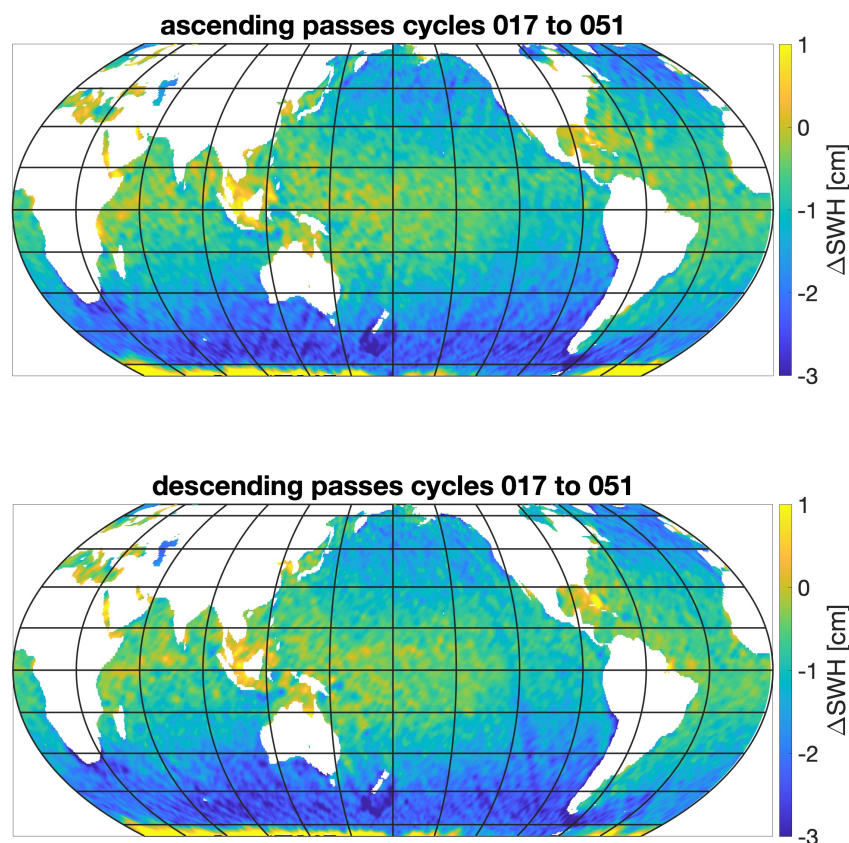 ascending passes cycles 017 to 051
1
0
-1
-2
-3
ΔSWH [cm]
descending passes cycles 017 to 051
1
0
-1
-2
-3
ΔSWH [cm]